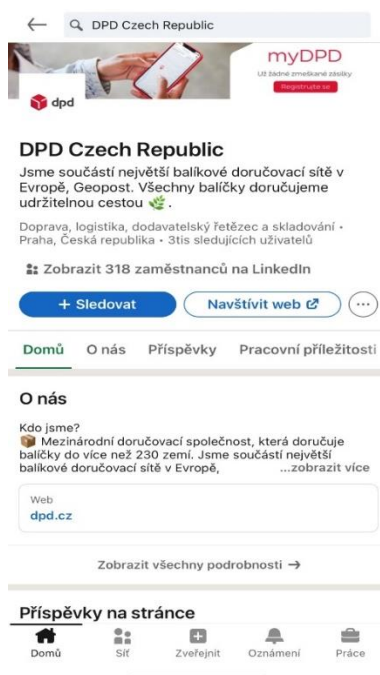 DPD Czech Republic
myDPD
Už žádné zmeškané zásilky
Registrujte se
dpd
DPD Czech Republic
Jsme součástí největší balíkové doručovací sítě v
Evropě, Geopost. Všechny balíčky doručujeme
udržitelnou cestou 🌿.
Doprava, logistika, dodavatelský řetězec a skladování •
Praha, Česká republika • 3tis sledujících uživatelů
Zobrazit 318 zaměstnanců na LinkedIn
+ Sledovat
Navštívit web
Domů O nás Příspěvky Pracovní příležitosti
O nás
Kdo jsme?
📦 Mezinárodní doručovací společnost, která doručuje
balíčky do více než 230 zemí. Jsme součástí největší
balíkové doručovací sítě v Evropě, ...zobrazit více
Web
dpd.cz
Zobrazit všechny podrobnosti →
Příspěvky na stránce
Domů Síť Zveřejnit Oznámení Práce